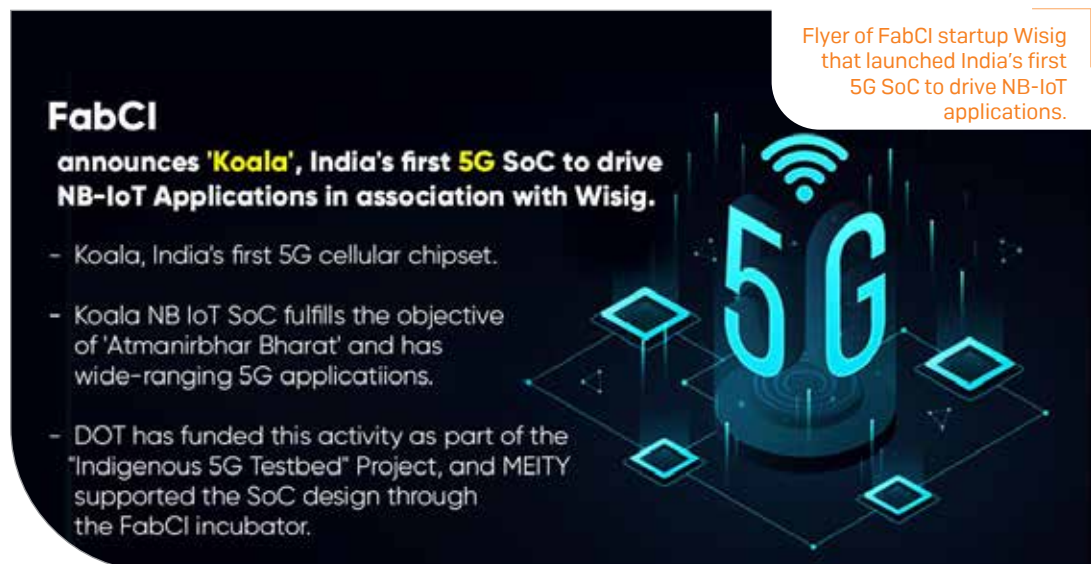 Flyer of FabCI startup Wisig
that launched India's first
5G SoC to drive NB-IoT
applications.
FabCI
announces 'Koala', India's first 5G SoC to drive
NB-IoT Applications in association with Wisig.
- Koala, India's first 5G cellular chipset.
- Koala NB IoT SoC fulfills the objective
of 'Atmanirbhar Bharat' and has
wide-ranging 5G applicatiions.
- DOT has funded this activity as part of the
"Indigenous 5G Testbed" Project, and MEITY
supported the SoC design through
the FabCI incubator.
5G